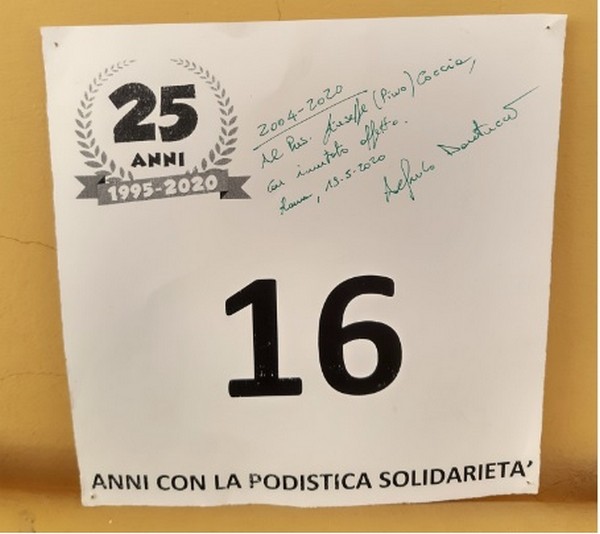 25
ANNI
1995-2020
2004-2020
Al Pres. Giuseppe (Pino) Coccia,
con immutato affetto.
Roma, 19-5-2020
16
ANNI CON LA PODISTICA SOLIDARIETA'